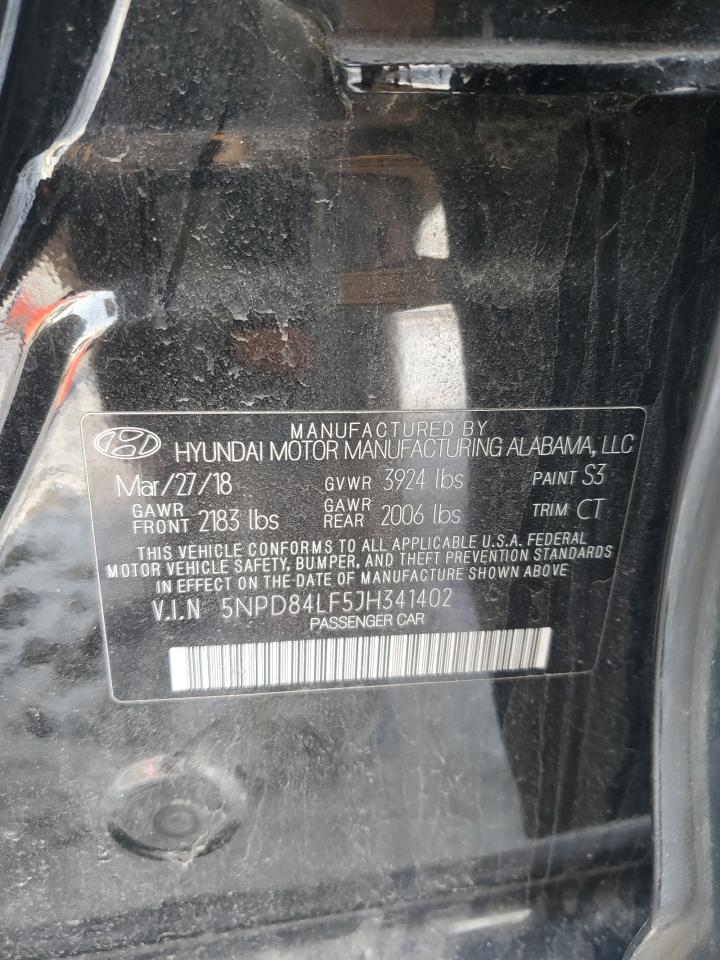 MANUFACTURED BY
HYUNDAI MOTOR MANUFACTURING ALABAMA, LLC
Mar/27/18 GVWR 3924 lbs PAINT S3
GAWR FRONT 2183 lbs GAWR REAR 2006 lbs TRIM CT
THIS VEHICLE CONFORMS TO ALL APPLICABLE U.S.A. FEDERAL
MOTOR VEHICLE SAFETY, BUMPER, AND THEFT PREVENTION STANDARDS
IN EFFECT ON THE DATE OF MANUFACTURE SHOWN ABOVE
V.I.N 5NPD84LF5JH341402
PASSENGER CAR